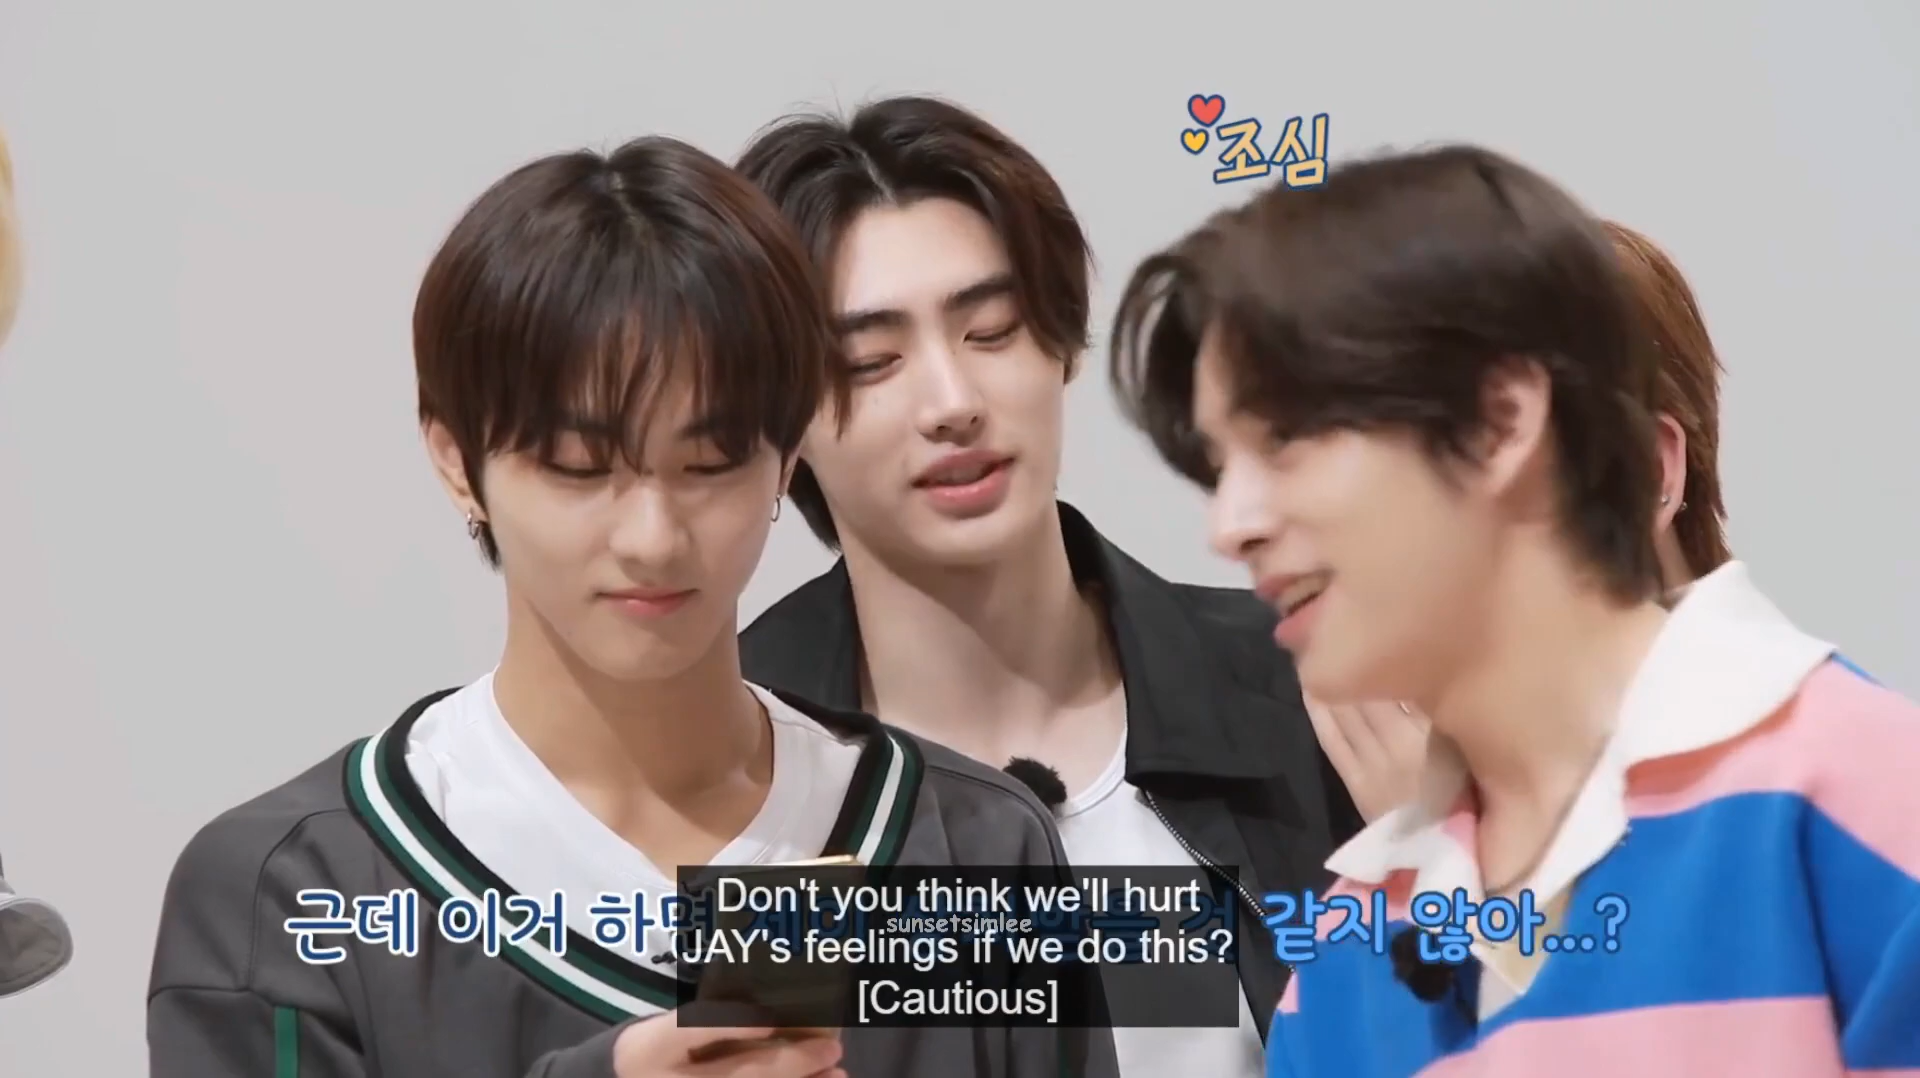 조심
근데 이거 하면
같지 않아...?
Don't you think we'll hurt
sunsetsimlee
JAY's feelings if we do this?
[Cautious]